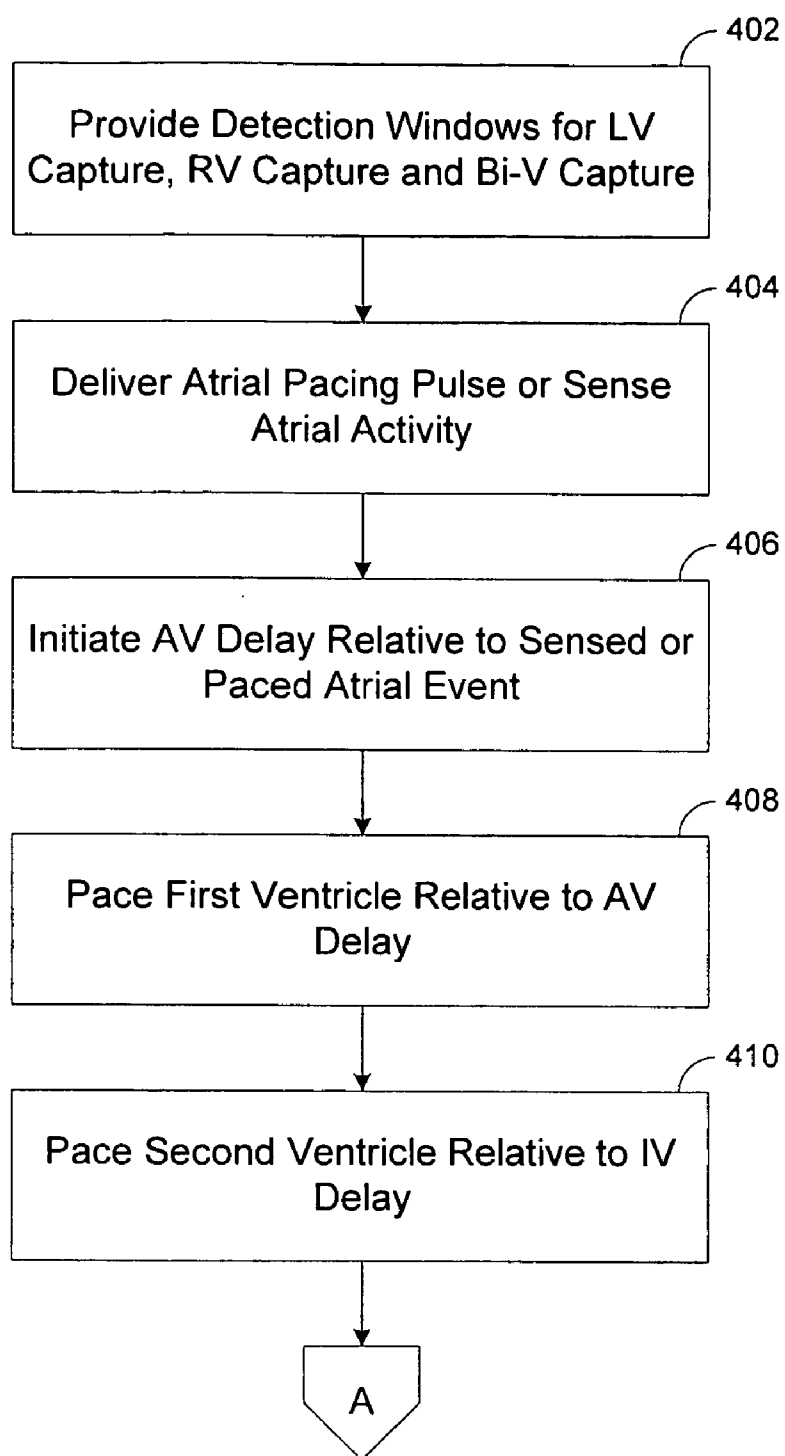 402
Provide Detection Windows for LV
Capture, RV Capture and Bi-V Capture
404
Deliver Atrial Pacing Pulse or Sense
Atrial Activity
406
Initiate AV Delay Relative to Sensed or
Paced Atrial Event
408
Pace First Ventricle Relative to AV
Delay
410
Pace Second Ventricle Relative to IV
Delay
A